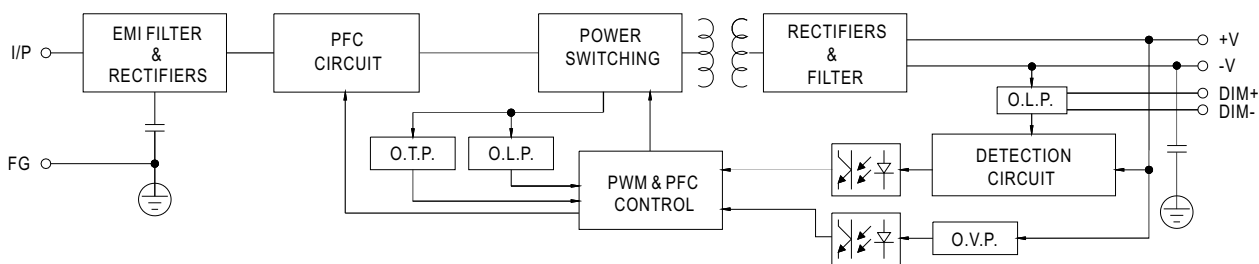 I/P
EMI FILTER
&
RECTIFIERS
PFC
CIRCUIT
POWER
SWITCHING
RECTIFIERS
&
FILTER
+V
-V
DIM+
DIM-
O.L.P.
FG
O.T.P.
O.L.P.
PWM & PFC
CONTROL
DETECTION
CIRCUIT
O.V.P.